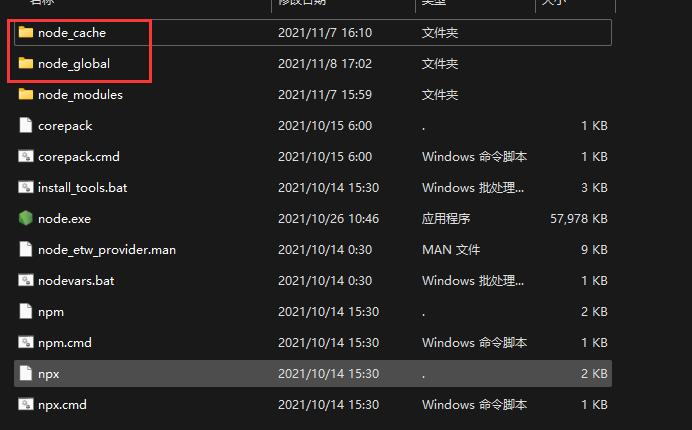 名称 修改日期 类型 大小
node_cache 2021/11/7 16:10 文件夹
node_global 2021/11/8 17:02 文件夹
node_modules 2021/11/7 15:59 文件夹
corepack 2021/10/15 6:00 . 1 KB
corepack.cmd 2021/10/15 6:00 Windows 命令脚本 1 KB
install_tools.bat 2021/10/14 15:30 Windows 批处理... 3 KB
node.exe 2021/10/26 10:46 应用程序 57,978 KB
node_etw_provider.man 2021/10/14 0:30 MAN 文件 9 KB
nodevars.bat 2021/10/14 0:30 Windows 批处理... 1 KB
npm 2021/10/14 15:30 . 2 KB
npm.cmd 2021/10/14 15:30 Windows 命令脚本 1 KB
npx 2021/10/14 15:30 . 2 KB
npx.cmd 2021/10/14 15:30 Windows 命令脚本 1 KB